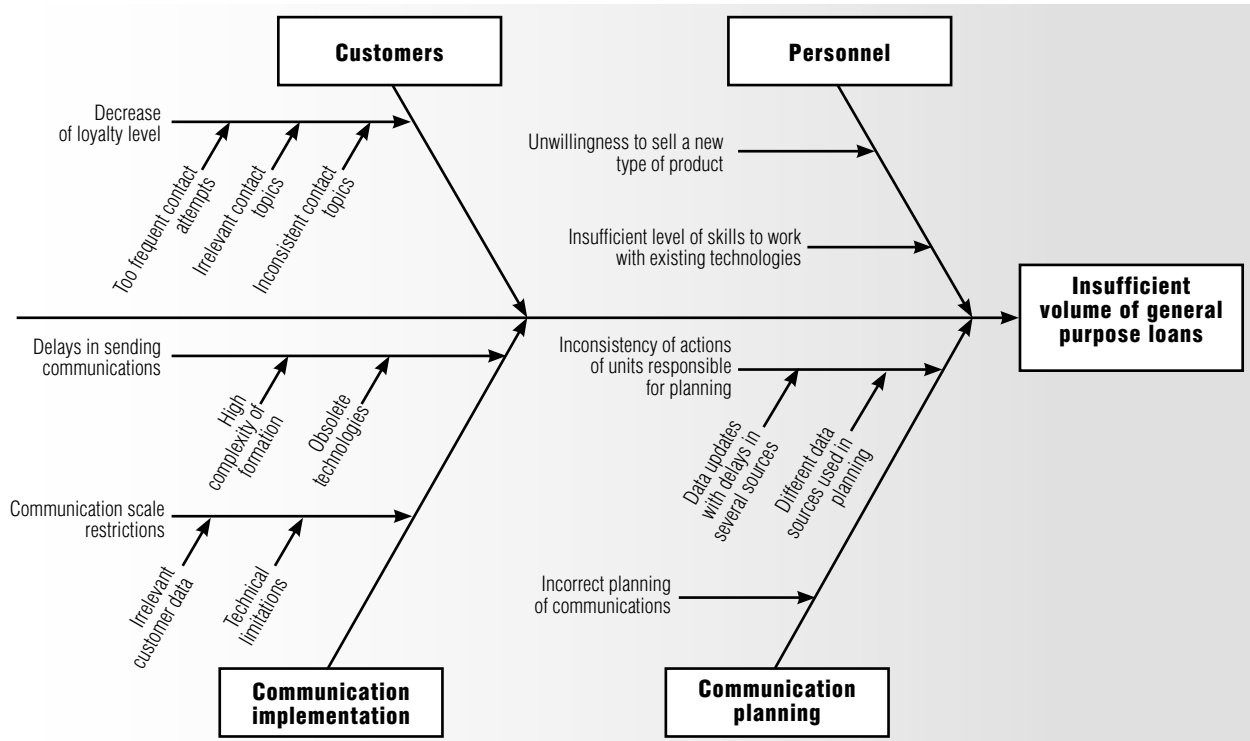 Customers
Personnel
Decrease
of loyalty level
Too frequent contact
attempts
Irrelevant contact
topics
Inconsistent contact
topics
Unwillingness to sell a new
type of product
Insufficient level of skills to work
with existing technologies
Insufficient
volume of general
purpose loans
Delays in sending
communications
High
complexity of
formation
Obsolete
technologies
Inconsistency of actions
of units responsible
for planning
Data updates
with delays in
several sources
Different data
sources used in
planning
Communication scale
restrictions
Irrelevant
customer data
Technical
limitations
Incorrect planning
of communications
Communication
implementation
Communication
planning